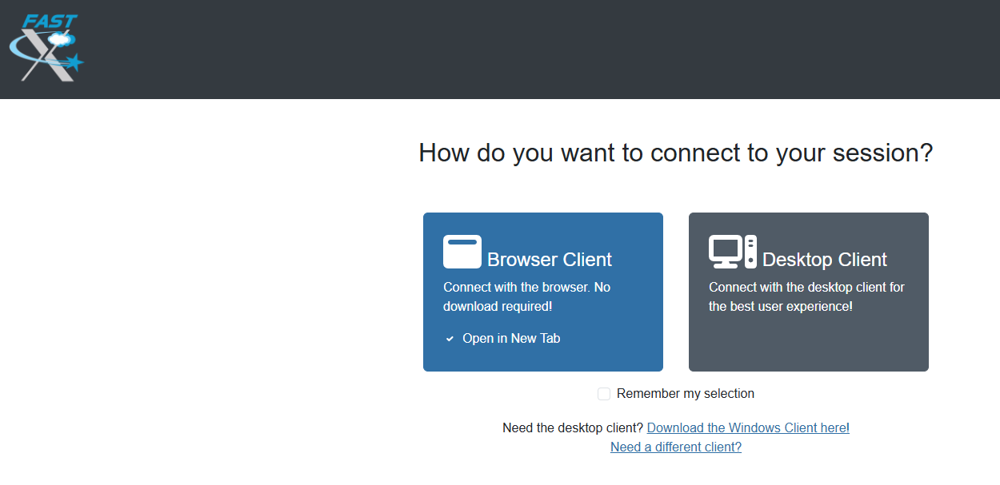 FAST
X
How do you want to connect to your session?
Browser Client
Connect with the browser. No
download required!
Open in New Tab
Desktop Client
Connect with the desktop client for
the best user experience!
Remember my selection
Need the desktop client? Download the Windows Client here!
Need a different client?